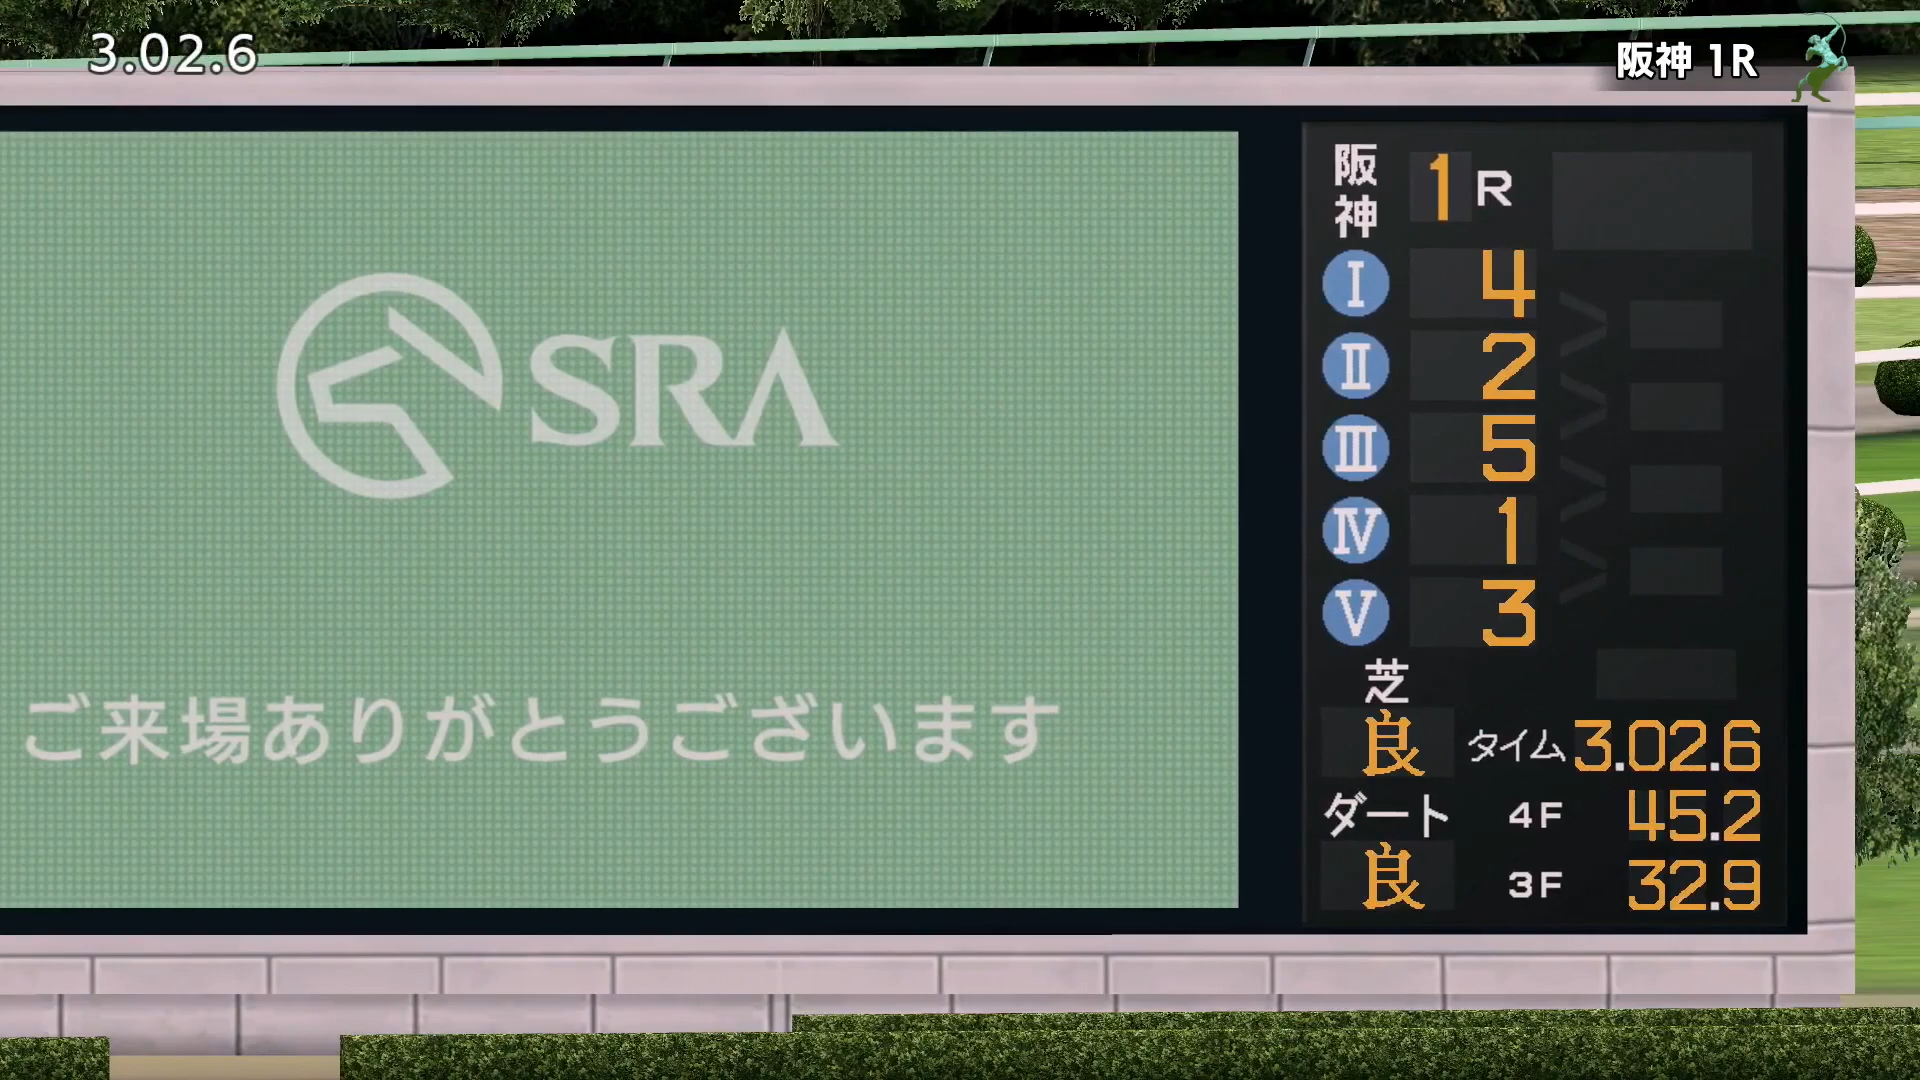 3.02.6
阪神 1R
SRA
ご来場ありがとうございます
阪神 1 R
Ⅰ 4
Ⅱ 2
Ⅲ 5
Ⅳ 1
Ⅴ 3
芝
良 タイム 3.02.6
ダート 4F 45.2
良 3F 32.9